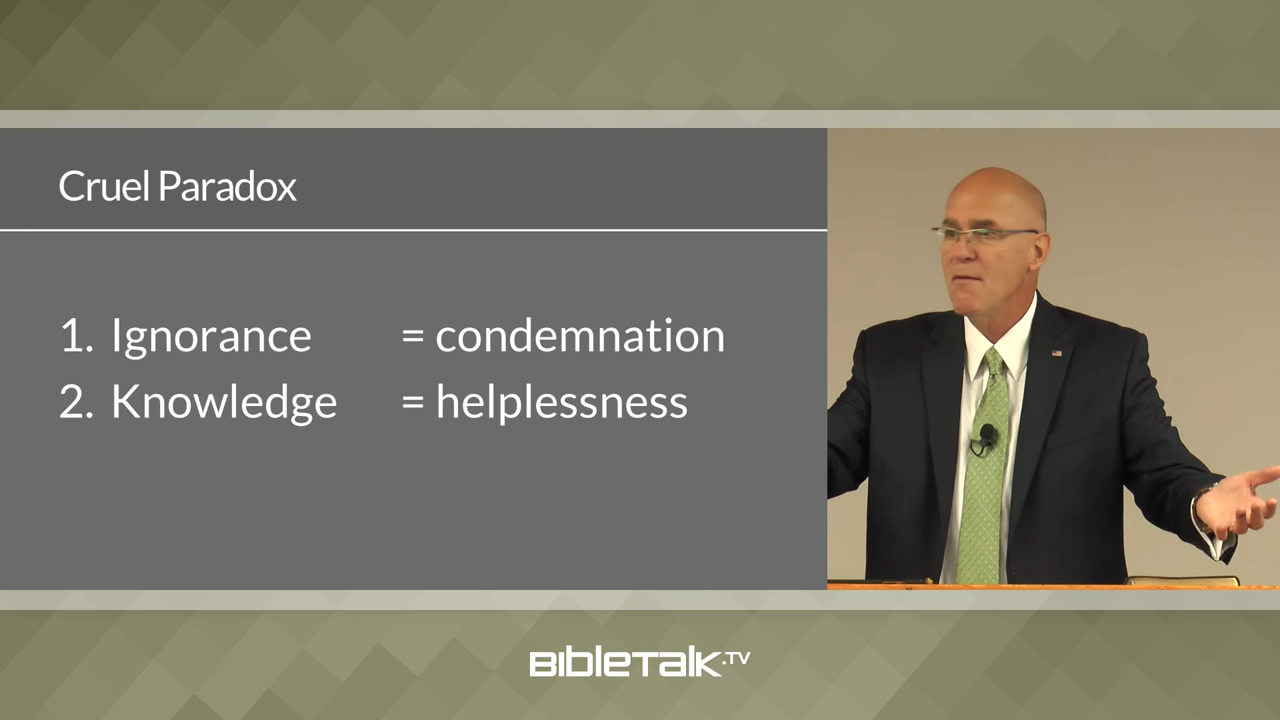 Cruel Paradox
1. Ignorance = condemnation
2. Knowledge = helplessness
BibleTalk.TV